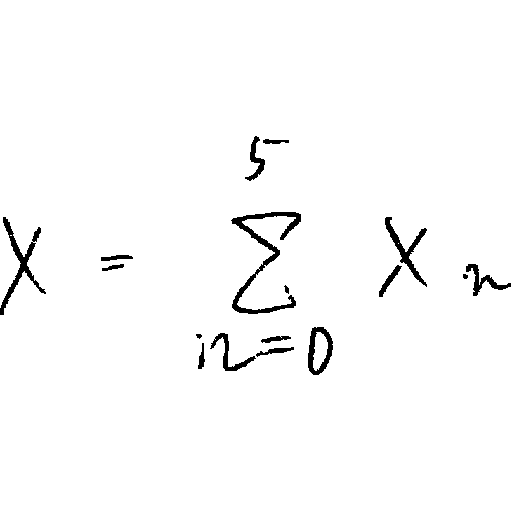 X = \sum_{n=0}^{5} X_n